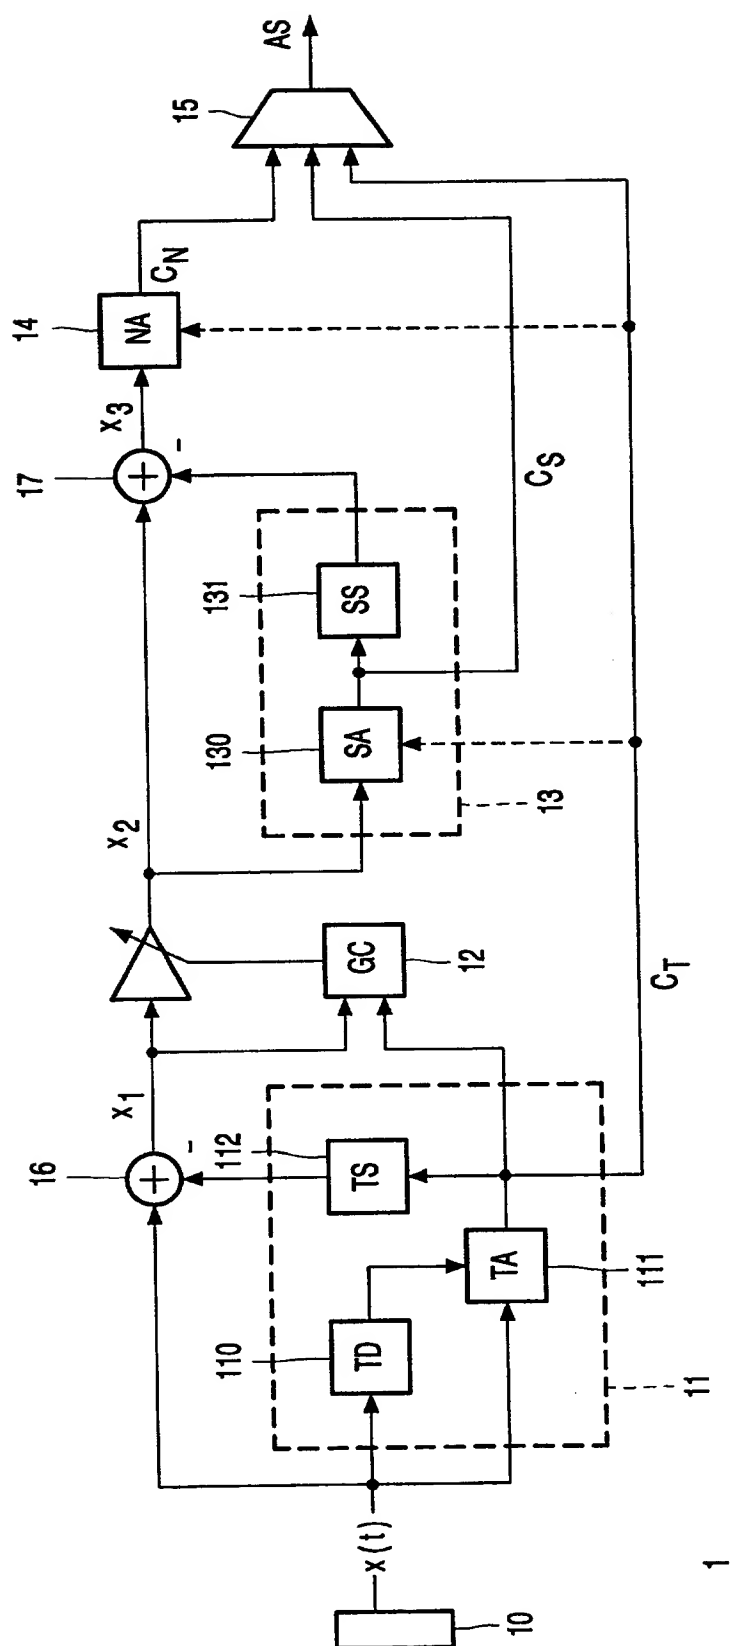 AS
15
C_N
14
NA
x_3
-
17
C_S
131
SS
130
SA
13
x_2
GC
12
C_T
x_1
-
16
112
TS
TA
111
110
TD
11
x(t)
10
1